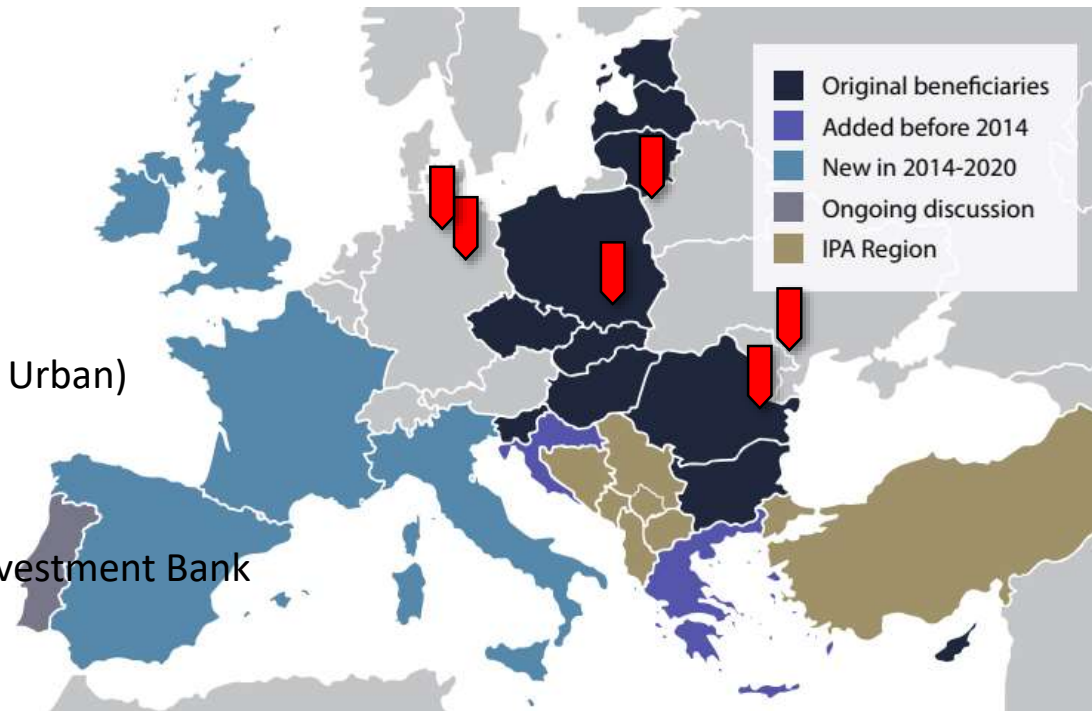 Original beneficiaries
Added before 2014
New in 2014-2020
Ongoing discussion
IPA Region
Urban)
vestment Bank